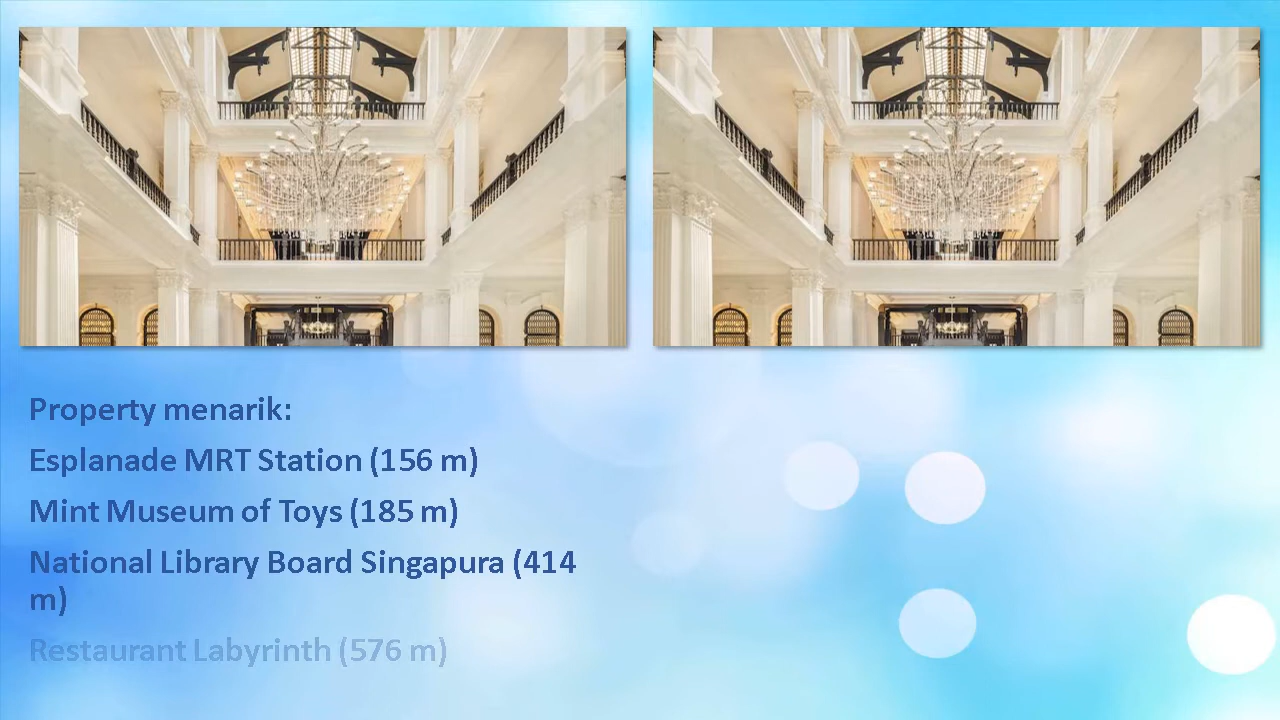 Property menarik:
Esplanade MRT Station (156 m)
Mint Museum of Toys (185 m)
National Library Board Singapura (414
m)
Restaurant Labyrinth (576 m)